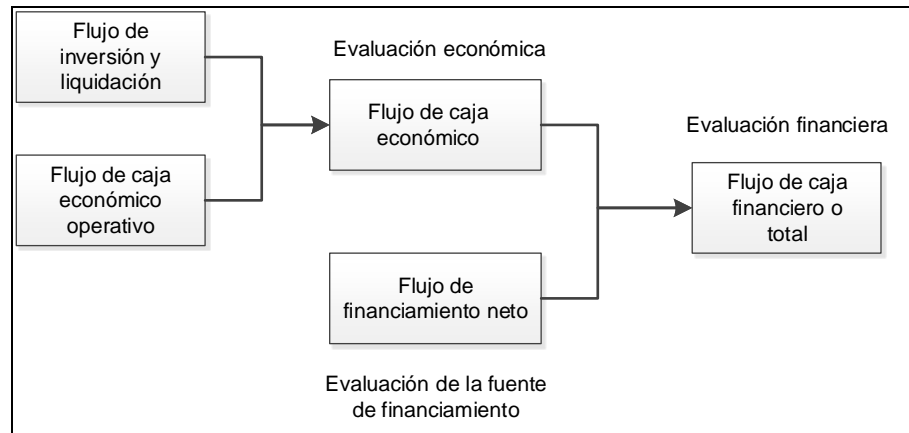 Flujo de
inversión y
liquidación
Flujo de caja
económico
operativo
Evaluación económica
Flujo de caja
económico
Flujo de
financiamiento neto
Evaluación de la fuente
de financiamiento
Evaluación financiera
Flujo de caja
financiero o
total